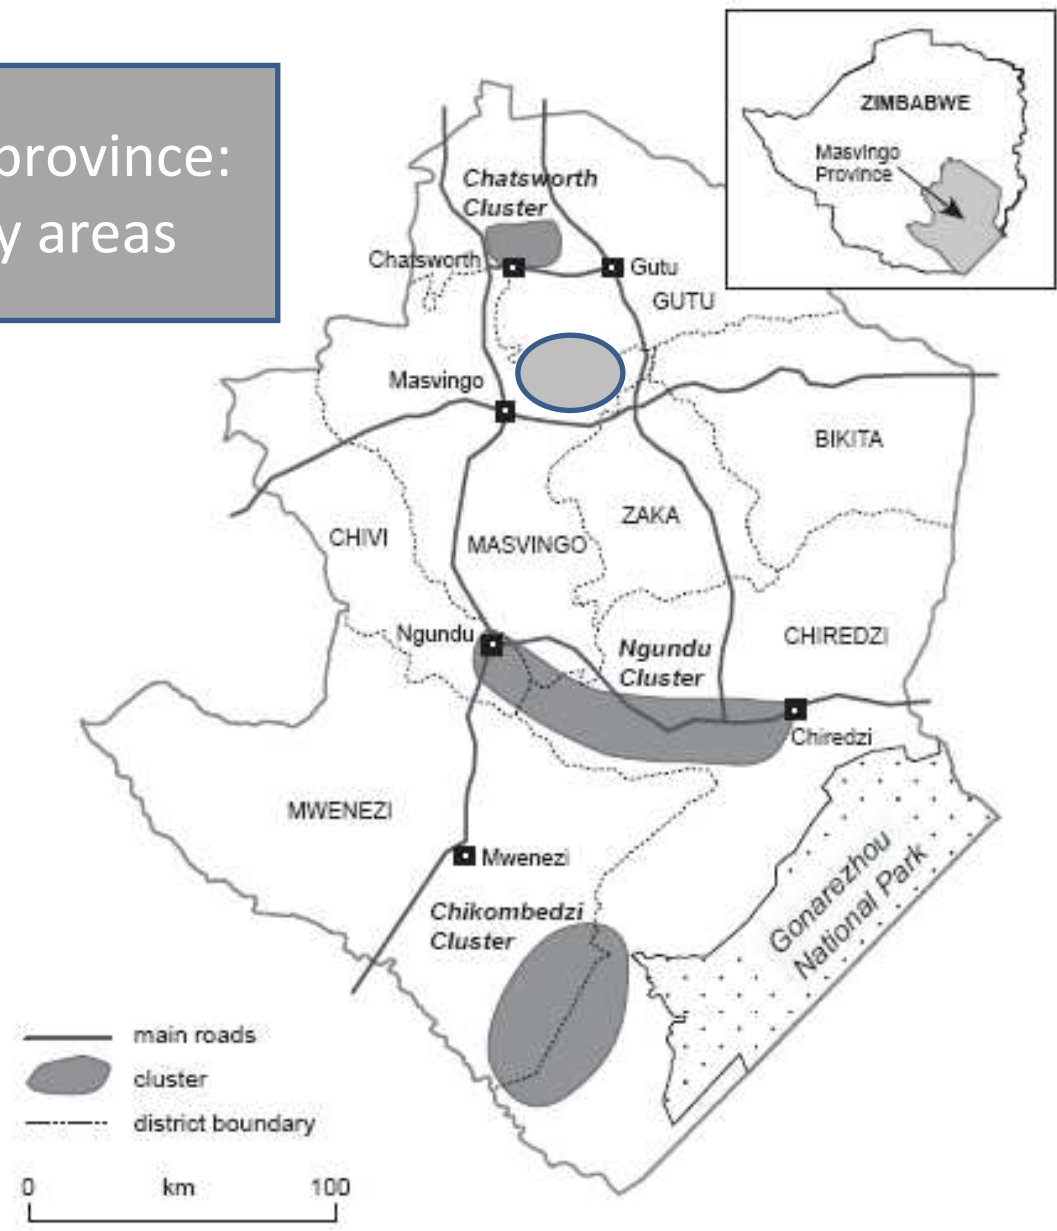 province:
y areas
ZIMBABWE
Masvingo
Province
Chatsworth
Cluster
Chatsworth
Gutu
GUTU
Masvingo
BIKITA
ZAKA
CHIVI
MASVINGO
Ngundu
CHIREDZI
Ngundu
Cluster
Chiredzi
MWENEZI
Mwenezi
Gonarezhou
National Park
Chikombedzi
Cluster
main roads
cluster
district boundary
0 km 100